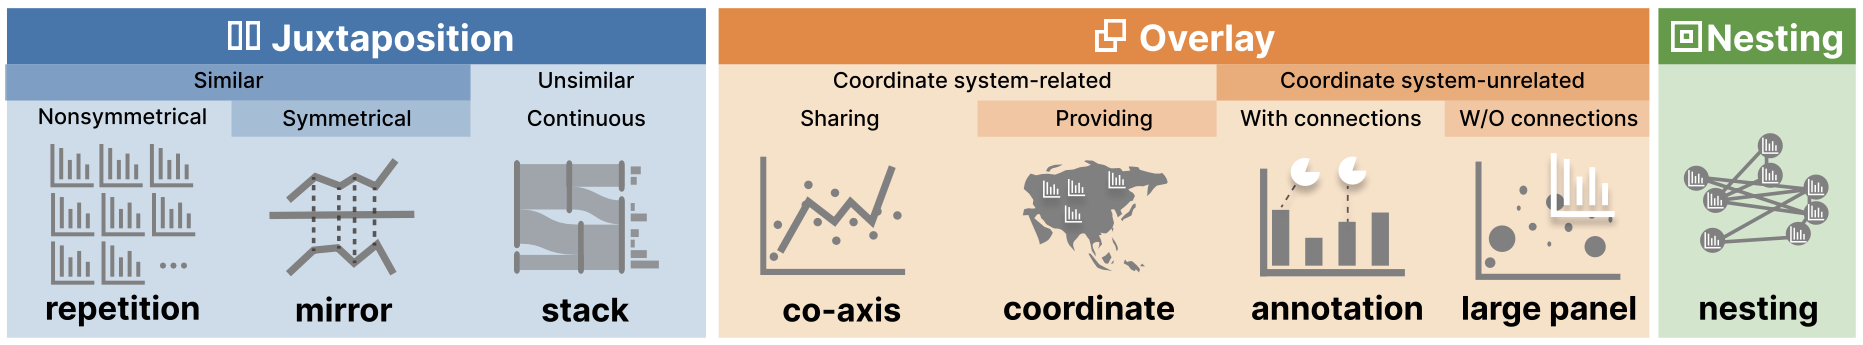 Juxtaposition
Similar
Unsimilar
Nonsymmetrical
Symmetrical
Continuous
repetition
mirror
stack
Overlay
Coordinate system-related
Coordinate system-unrelated
Sharing
Providing
With connections
W/O connections
co-axis
coordinate
annotation
large panel
Nesting
nesting